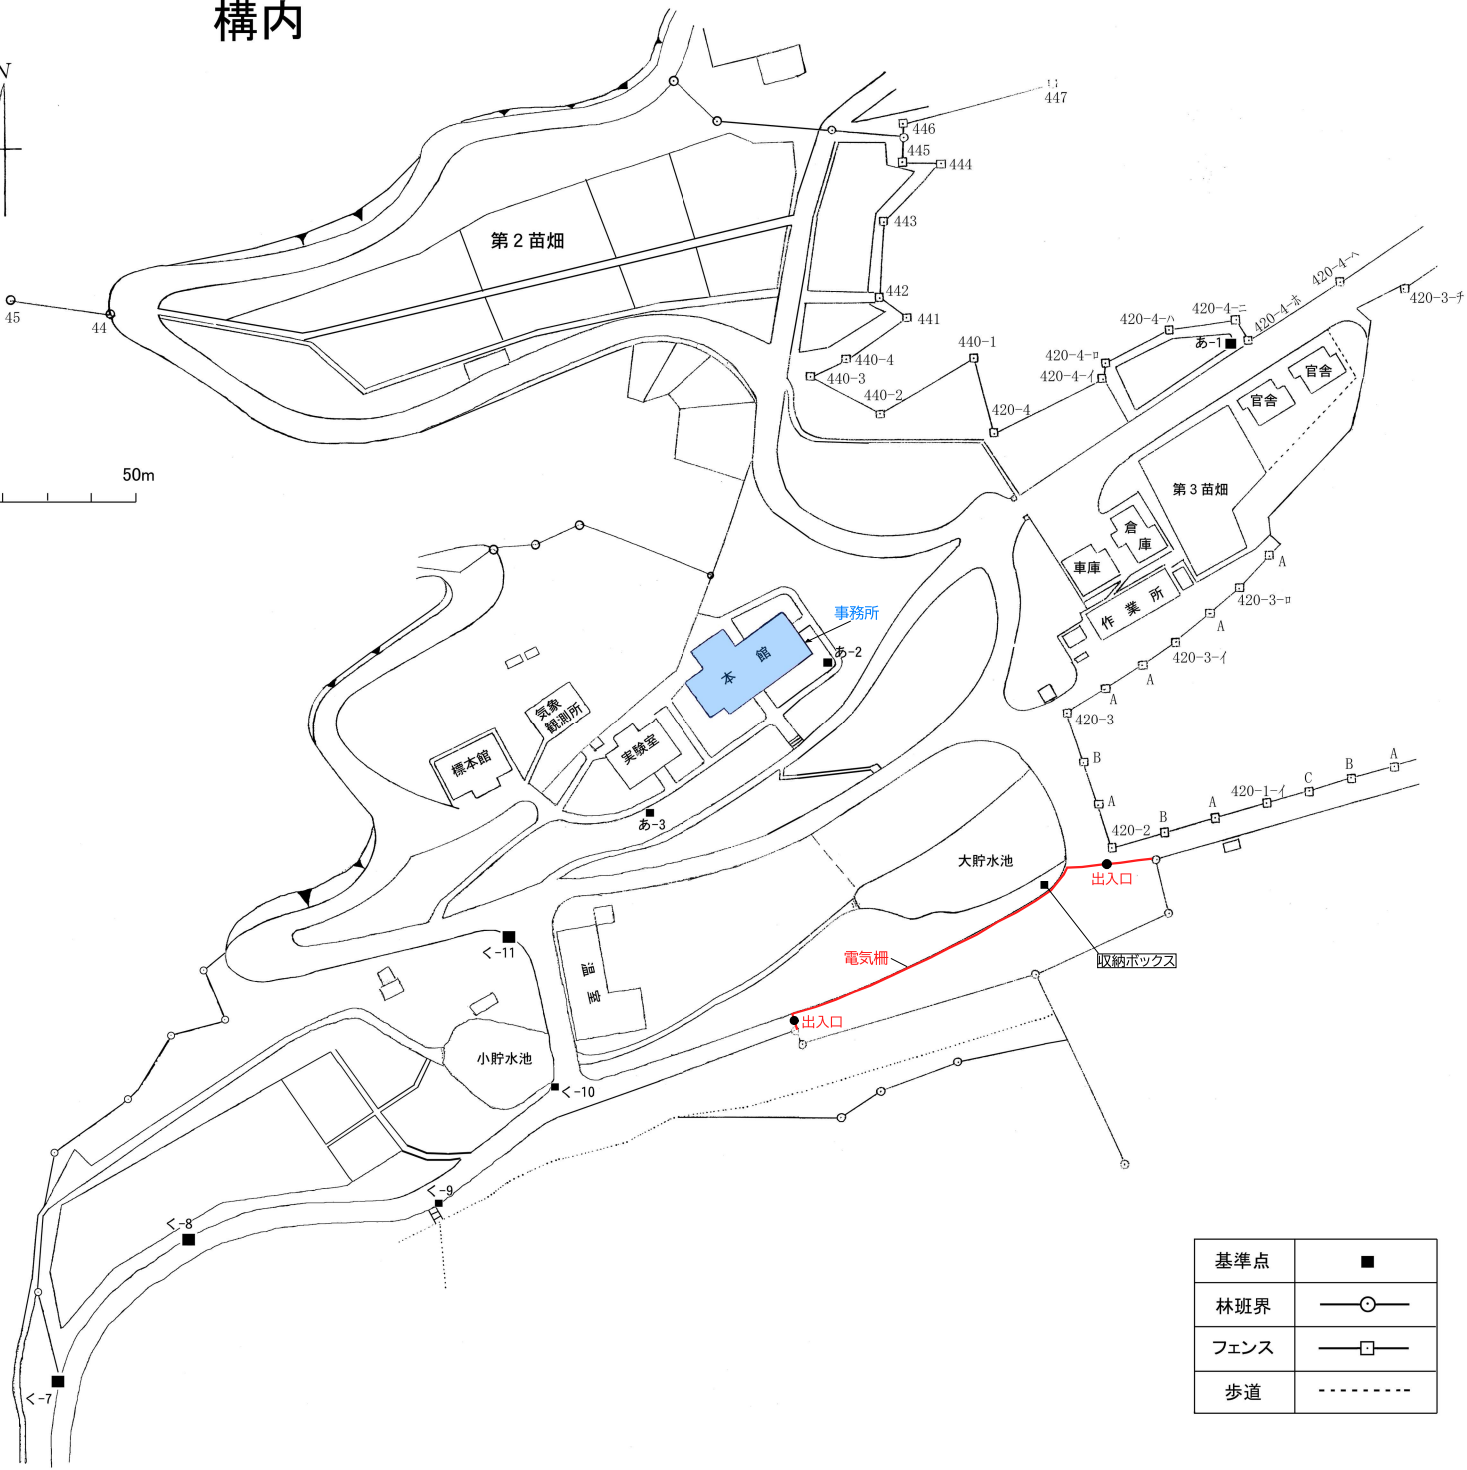 構内
N
447
446
445
444
443
第2苗畑
442
441
45
44
420-4-ヘ
420-3-チ
420-4-ニ
420-4-ホ
420-4-ハ
あ-1
440-1
440-4
440-3
440-2
420-4-ロ
420-4-イ
420-4
官舎
官舎
50m
第3苗畑
倉庫
車庫
作業所
A
420-3-ロ
A
420-3-イ
A
A
420-3
事務所
あ-2
本館
気象
観測所
実験室
標本館
あ-3
B
A
420-2
B
A
420-1-イ
C
B
A
大貯水池
出入口
収納ボックス
電気柵
出入口
く-11
温室
小貯水池
く-10
く-9
く-8
く-7
基準点
林班界
フェンス
歩道